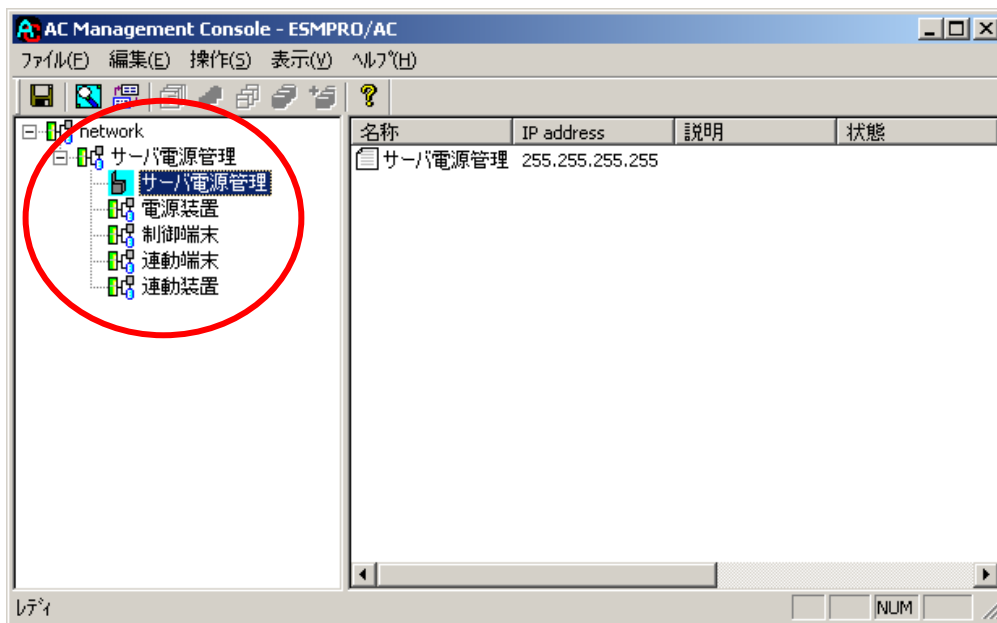 AC Management Console - ESMPRO/AC
ﾌｧｲﾙ(F) 編集(E) 操作(S) 表示(V) ﾍﾙﾌﾟ(H)
network
サーバ電源管理
サーバ電源管理
電源装置
制御端末
連動端末
連動装置
名称 IP address 説明 状態
サーバ電源管理 255.255.255.255
ﾚﾃﾞｨ NUM